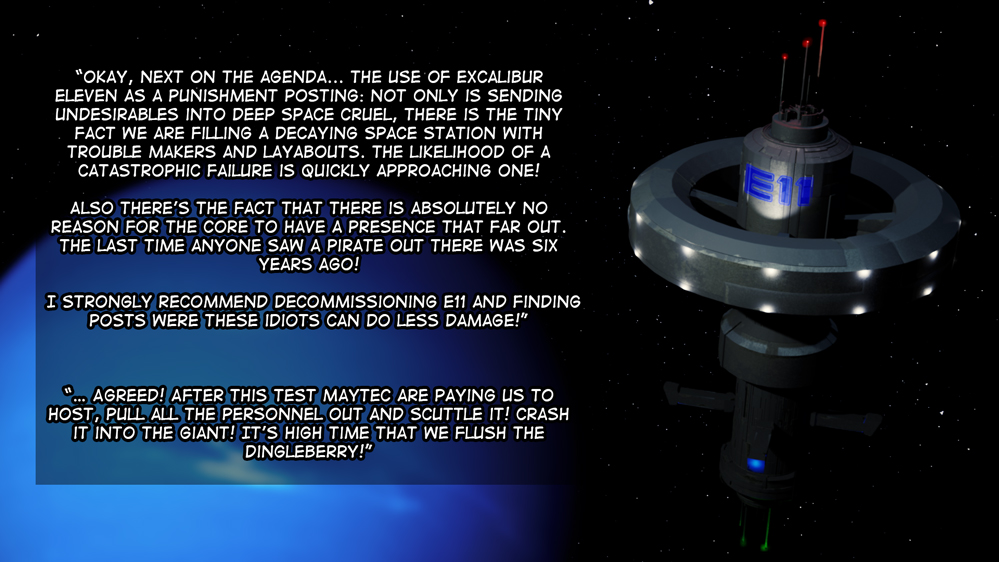 “OKAY, NEXT ON THE AGENDA... THE USE OF EXCALIBUR
ELEVEN AS A PUNISHMENT POSTING: NOT ONLY IS SENDING
UNDESIRABLES INTO DEEP SPACE CRUEL, THERE IS THE TINY
FACT WE ARE FILLING A DECAYING SPACE STATION WITH
TROUBLE MAKERS AND LAYABOUTS. THE LIKELIHOOD OF A
CATASTROPHIC FAILURE IS QUICKLY APPROACHING ONE!
ALSO THERE'S THE FACT THAT THERE IS ABSOLUTELY NO
REASON FOR THE CORE TO HAVE A PRESENCE THAT FAR OUT.
THE LAST TIME ANYONE SAW A PIRATE OUT THERE WAS SIX
YEARS AGO!
I STRONGLY RECOMMEND DECOMMISSIONING E11 AND FINDING
POSTS WERE THESE IDIOTS CAN DO LESS DAMAGE!”
“... AGREED! AFTER THIS TEST MAYTEC ARE PAYING US TO
HOST, PULL ALL THE PERSONNEL OUT AND SCUTTLE IT! CRASH
IT INTO THE GIANT! IT'S HIGH TIME THAT WE FLUSH THE
DINGLEBERRY!”
E11